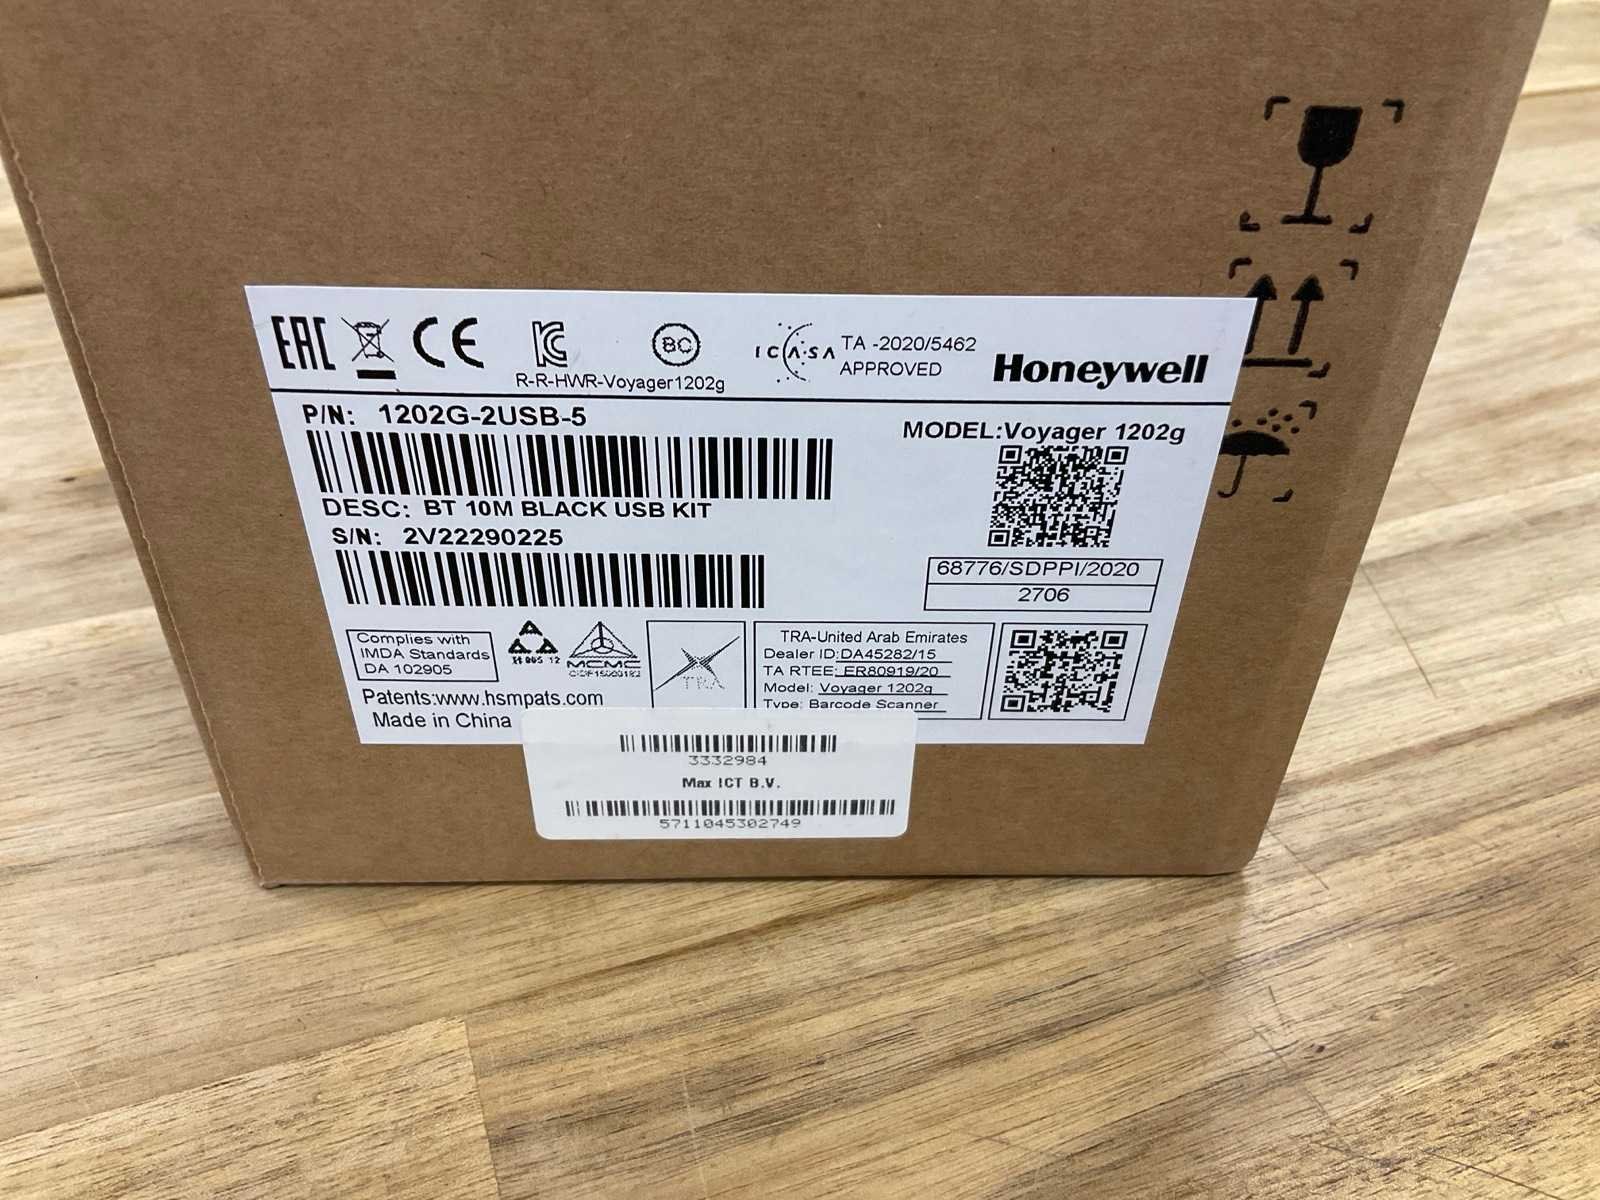 EAC
CE
R-R-HWR-Voyager1202g
BC
ICASA
TA -2020/5462
APPROVED
Honeywell
P/N: 1202G-2USB-5
MODEL:Voyager 1202g
DESC: BT 10M BLACK USB KIT
S/N: 2V22290225
68776/SDPPI/2020
2706
Complies with
IMDA Standards
DA 102905
MCMC
TRA
TRA-United Arab Emirates
Dealer ID:DA45282/15
TA RTEE: ER80919/20
Model: Voyager 1202g
Type: Barcode Scanner
Patents:www.hsmpats.com
Made in China
3332984
Max ICT B.V.
5711045302749